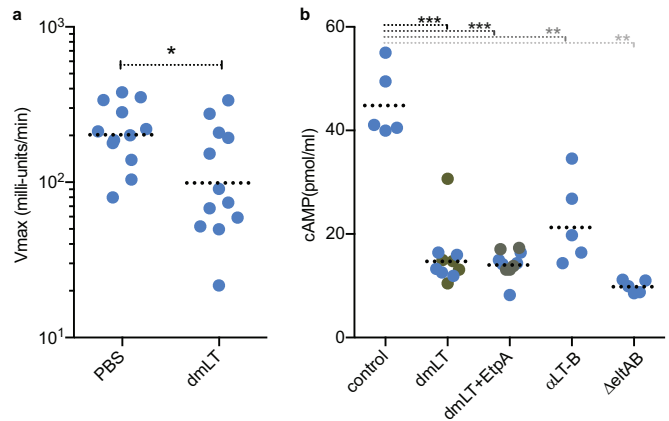 a
*
Vmax (milli-units/min)
10³
10²
10¹
PBS
dmLT
b
***
***
**
**
cAMP(pmol/ml)
60
40
20
0
control
dmLT
dmLT+EtpA
αLT-B
ΔeltAB